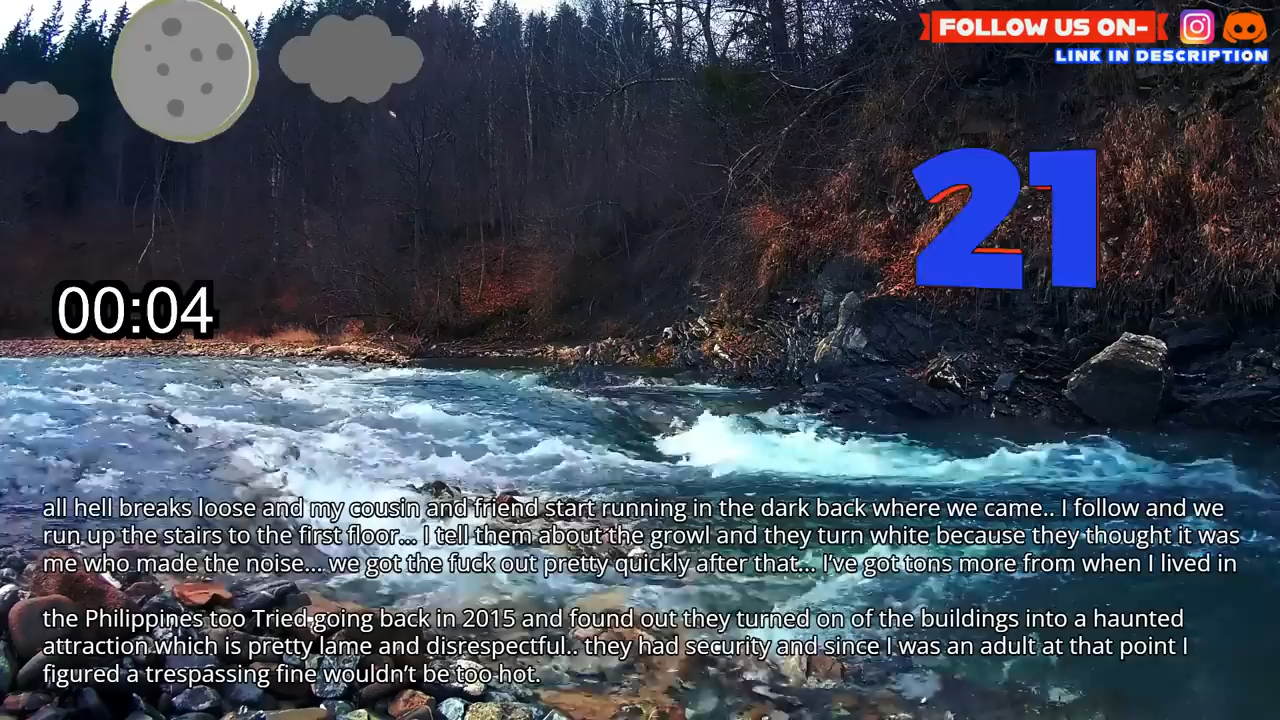 FOLLOW US ON-
LINK IN DESCRIPTION
21
00:04
all hell breaks loose and my cousin and friend start running in the dark back where we came.. I follow and we
run up the stairs to the first floor... I tell them about the growl and they turn white because they thought it was
me who made the noise... we got the fuck out pretty quickly after that... I've got tons more from when I lived in
the Philippines too Tried going back in 2015 and found out they turned on of the buildings into a haunted
attraction which is pretty lame and disrespectful.. they had security and since I was an adult at that point I
figured a trespassing fine wouldn’t be too hot.